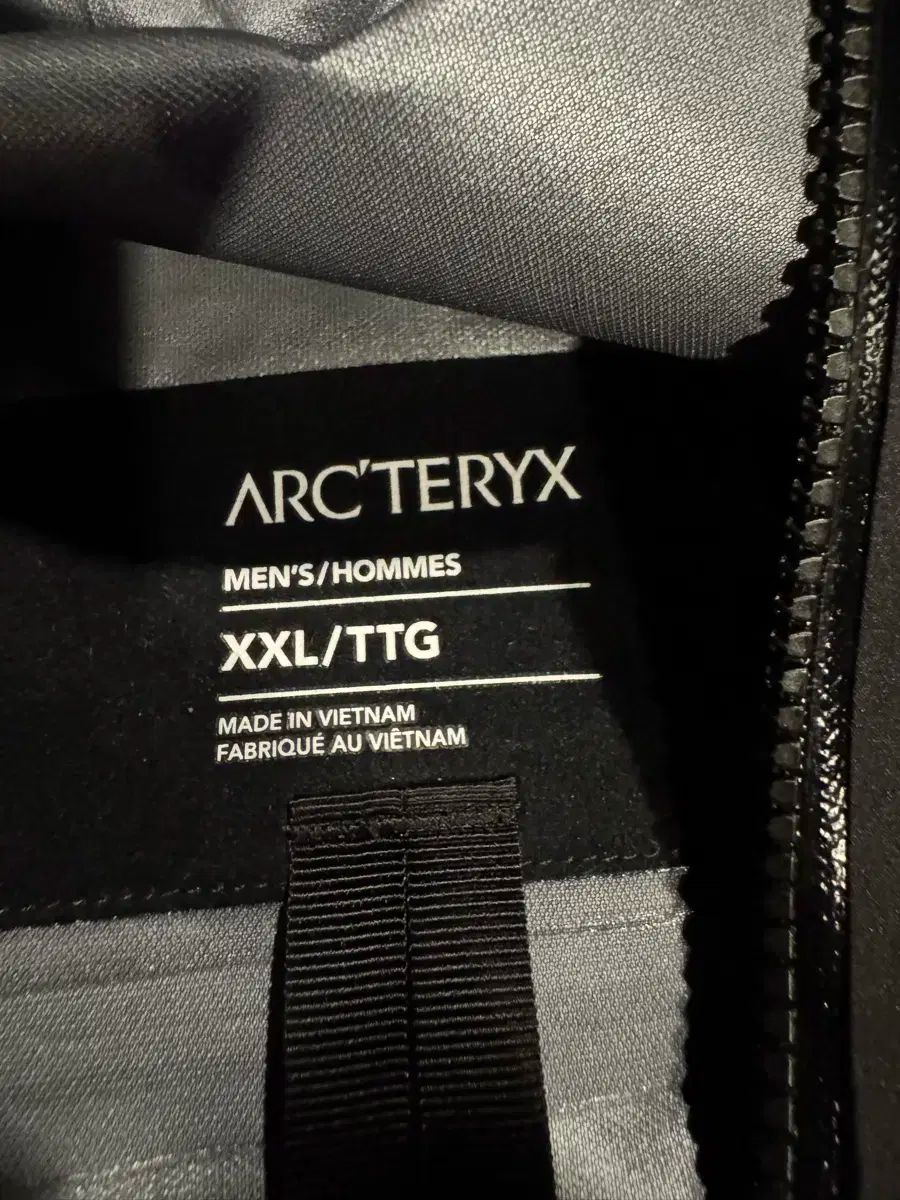 ARC'TERYX
MEN'S/HOMMES
XXL/TTG
MADE IN VIETNAM
FABRIQUÉ AU VIÊTNAM